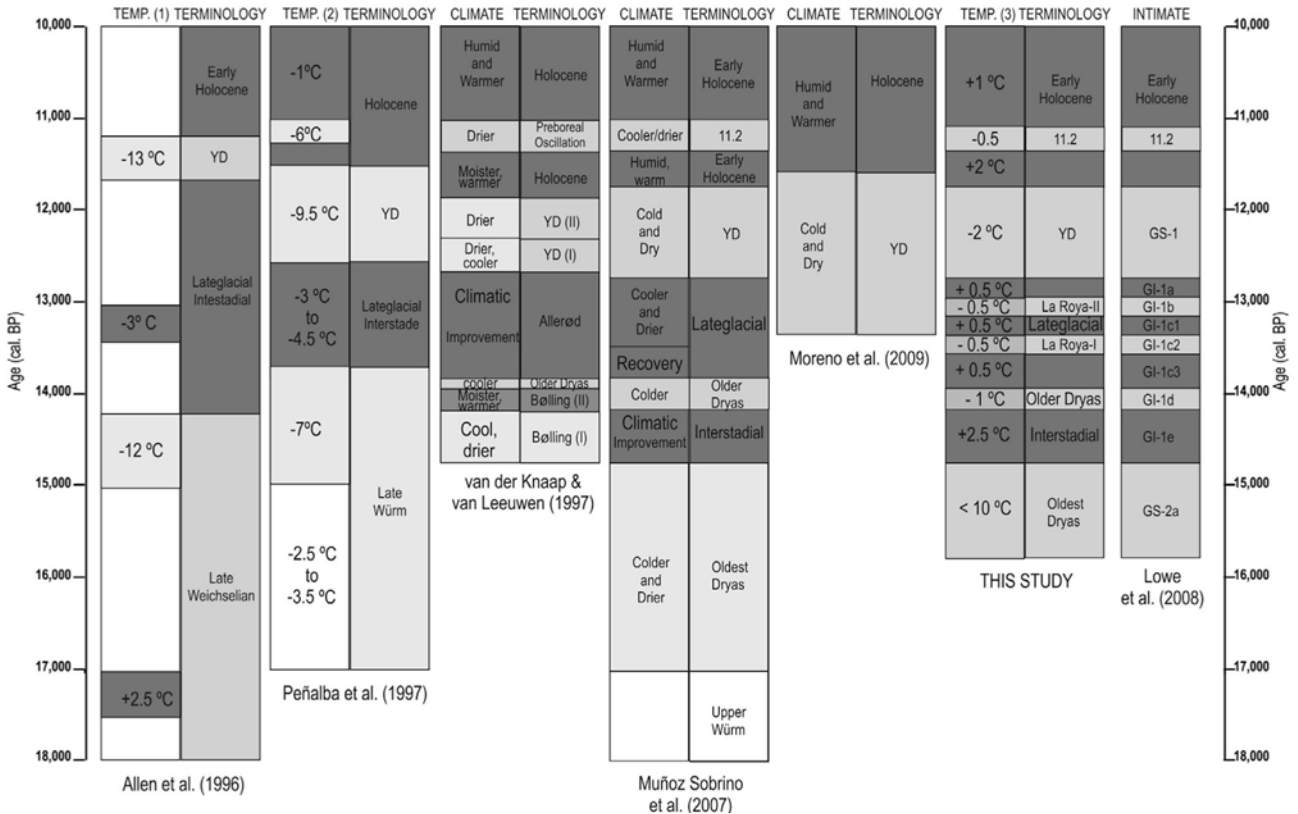 TEMP. (1) TERMINOLOGY TEMP. (2) TERMINOLOGY CLIMATE TERMINOLOGY CLIMATE TERMINOLOGY CLIMATE TERMINOLOGY TEMP. (3) TERMINOLOGY INTIMATE
Age (cal. BP)
10,000
11,000
12,000
13,000
14,000
15,000
16,000
17,000
18,000
-13 ºC
-3º C
-12 ºC
+2.5 ºC
Early
Holocene
YD
Lateglacial
Intestadial
Late
Weichselian
Allen et al. (1996)
-1ºC
-6ºC
-9.5 ºC
-3 ºC
to
-4.5 ºC
-7ºC
-2.5 ºC
to
-3.5 ºC
Holocene
YD
Lateglacial
Interstade
Late
Würm
Peñalba et al. (1997)
Humid
and
Warmer
Drier
Moister,
warmer
Drier
Drier,
cooler
Climatic
Improvement
cooler
Moister,
warmer
Cool,
drier
Holocene
Preboreal
Oscillation
Holocene
YD (II)
YD (I)
Allerød
Older Dryas
Bølling (II)
Bølling (I)
van der Knaap &
van Leeuwen (1997)
Humid
and
Warmer
Cooler/drier
Humid,
warm
Cold
and
Dry
Cooler
and
Drier
Recovery
Colder
Climatic
Improvement
Colder
and
Drier
Early
Holocene
11.2
Early
Holocene
YD
Lateglacial
Older
Dryas
Interstadial
Oldest
Dryas
Upper
Würm
Muñoz Sobrino
et al. (2007)
Humid
and
Warmer
Cold
and
Dry
Holocene
YD
Moreno et al. (2009)
+1 ºC
-0.5
+2 ºC
-2 ºC
+ 0.5 ºC
- 0.5 ºC
+ 0.5 ºC
- 0.5 ºC
+ 0.5 ºC
- 1 ºC
+2.5 ºC
< 10 ºC
Early
Holocene
11.2
YD
La Roya-II
Lateglacial
La Roya-I
Older Dryas
Interstadial
Oldest
Dryas
THIS STUDY
Early
Holocene
11.2
GS-1
GI-1a
GI-1b
GI-1c1
GI-1c2
GI-1c3
GI-1d
GI-1e
GS-2a
Lowe
et al. (2008)
10,000
11,000
12,000
13,000
14,000
15,000
16,000
17,000
18,000
Age (cal. BP)